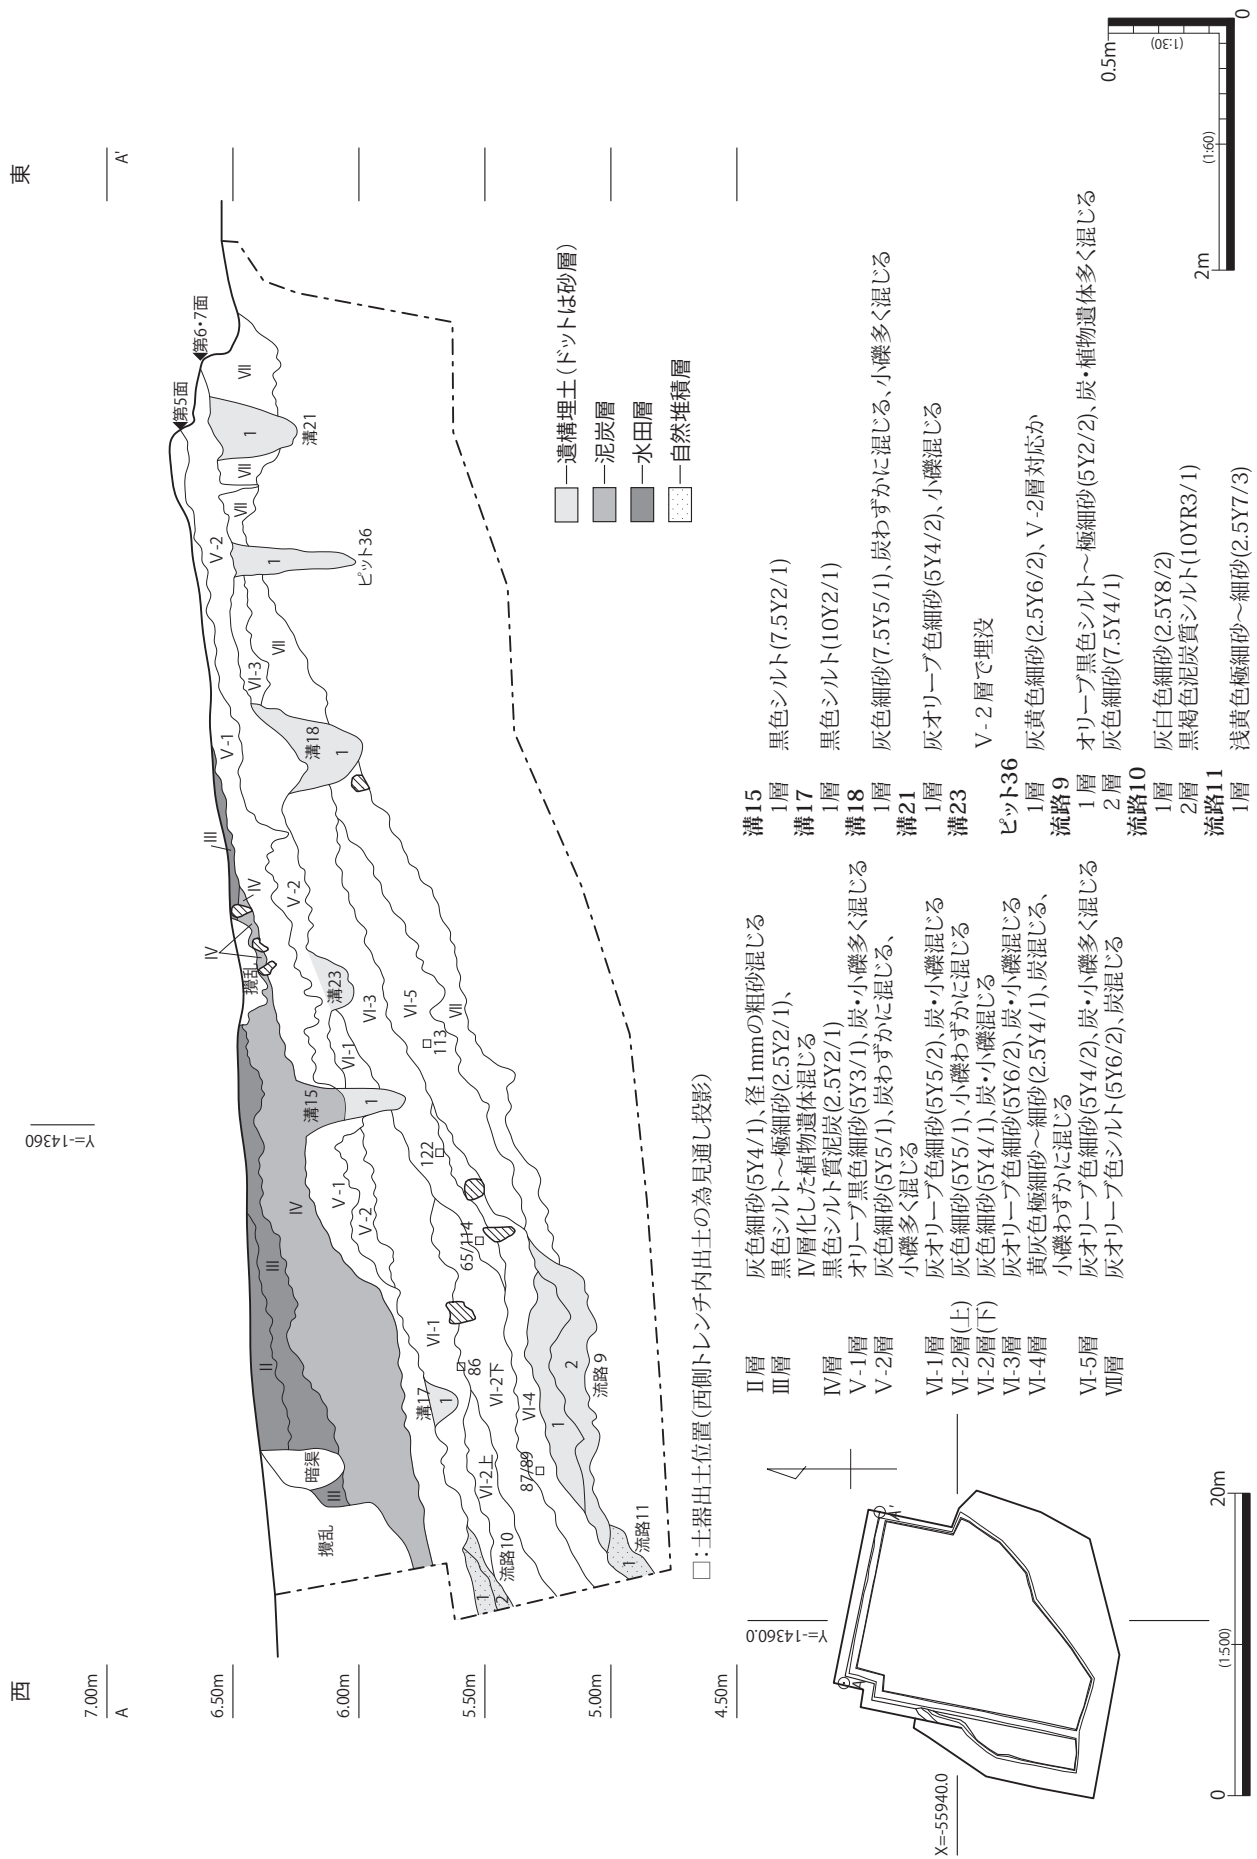 西
東
7.00m
A
A'
6.50m
6.00m
5.50m
5.00m
4.50m
Y=-14360
▼第5面
▼第6・7面
攪乱
暗渠
III
II
III
IV
攪乱
IV
IV
III
V-1
V-2
V-1
V-2
V-2
溝15
1
溝17
1
溝18
1
溝21
1
溝23
ピット36
1
VI-1
VI-1
VI-2上
VI-2下
VI-3
VI-3
VI-4
VI-5
VII
VII
VII
VII
VII
流路9
1
2
流路10
1
2
流路11
1
87/89
86
65/114
122
113
遺構埋土(ドットは砂層)
泥炭層
水田層
自然堆積層
□:土器出土位置(西側トレンチ内出土の為見通し投影)
II層 灰色細砂(5Y4/1)、径1mmの粗砂混じる
III層 黒色シルト~極細砂(2.5Y2/1)、
IV層化した植物遺体混じる
IV層 黒色シルト質泥炭(2.5Y2/1)
V-1層 オリーブ黒色細砂(5Y3/1)、炭・小礫多く混じる
V-2層 灰色細砂(5Y5/1)、炭わずかに混じる、
小礫多く混じる
VI-1層 灰オリーブ色細砂(5Y5/2)、炭・小礫混じる
VI-2層(上) 灰色細砂(5Y5/1)、小礫わずかに混じる
VI-2層(下) 灰色細砂(5Y4/1)、炭・小礫混じる
VI-3層 灰オリーブ色細砂(5Y6/2)、炭・小礫混じる
VI-4層 黄灰色極細砂~細砂(2.5Y4/1)、炭混じる、
小礫わずかに混じる
VI-5層 灰オリーブ色細砂(5Y4/2)、炭・小礫多く混じる
VII層 灰オリーブ色シルト(5Y6/2)、炭混じる
溝15
1層 黒色シルト(7.5Y2/1)
溝17
1層 黒色シルト(10Y2/1)
溝18
1層 灰色細砂(7.5Y5/1)、炭わずかに混じる、小礫多く混じる
溝21
1層 灰オリーブ色細砂(5Y4/2)、小礫混じる
溝23
V-2層で埋没
ピット36
1層 灰黄色細砂(2.5Y6/2)、V-2層対応か
流路9
1層 オリーブ黒色シルト~極細砂(5Y2/2)、炭・植物遺体多く混じる
2層 灰色細砂(7.5Y4/1)
流路10
1層 灰白色細砂(2.5Y8/2)
2層 黒褐色泥炭質シルト(10YR3/1)
流路11
1層 浅黄色極細砂~細砂(2.5Y7/3)
X=-55940.0
Y=-14360.0
A
A'
0
(1:500)
20m
2m
(1:60)
0
0.5m
(1:30)